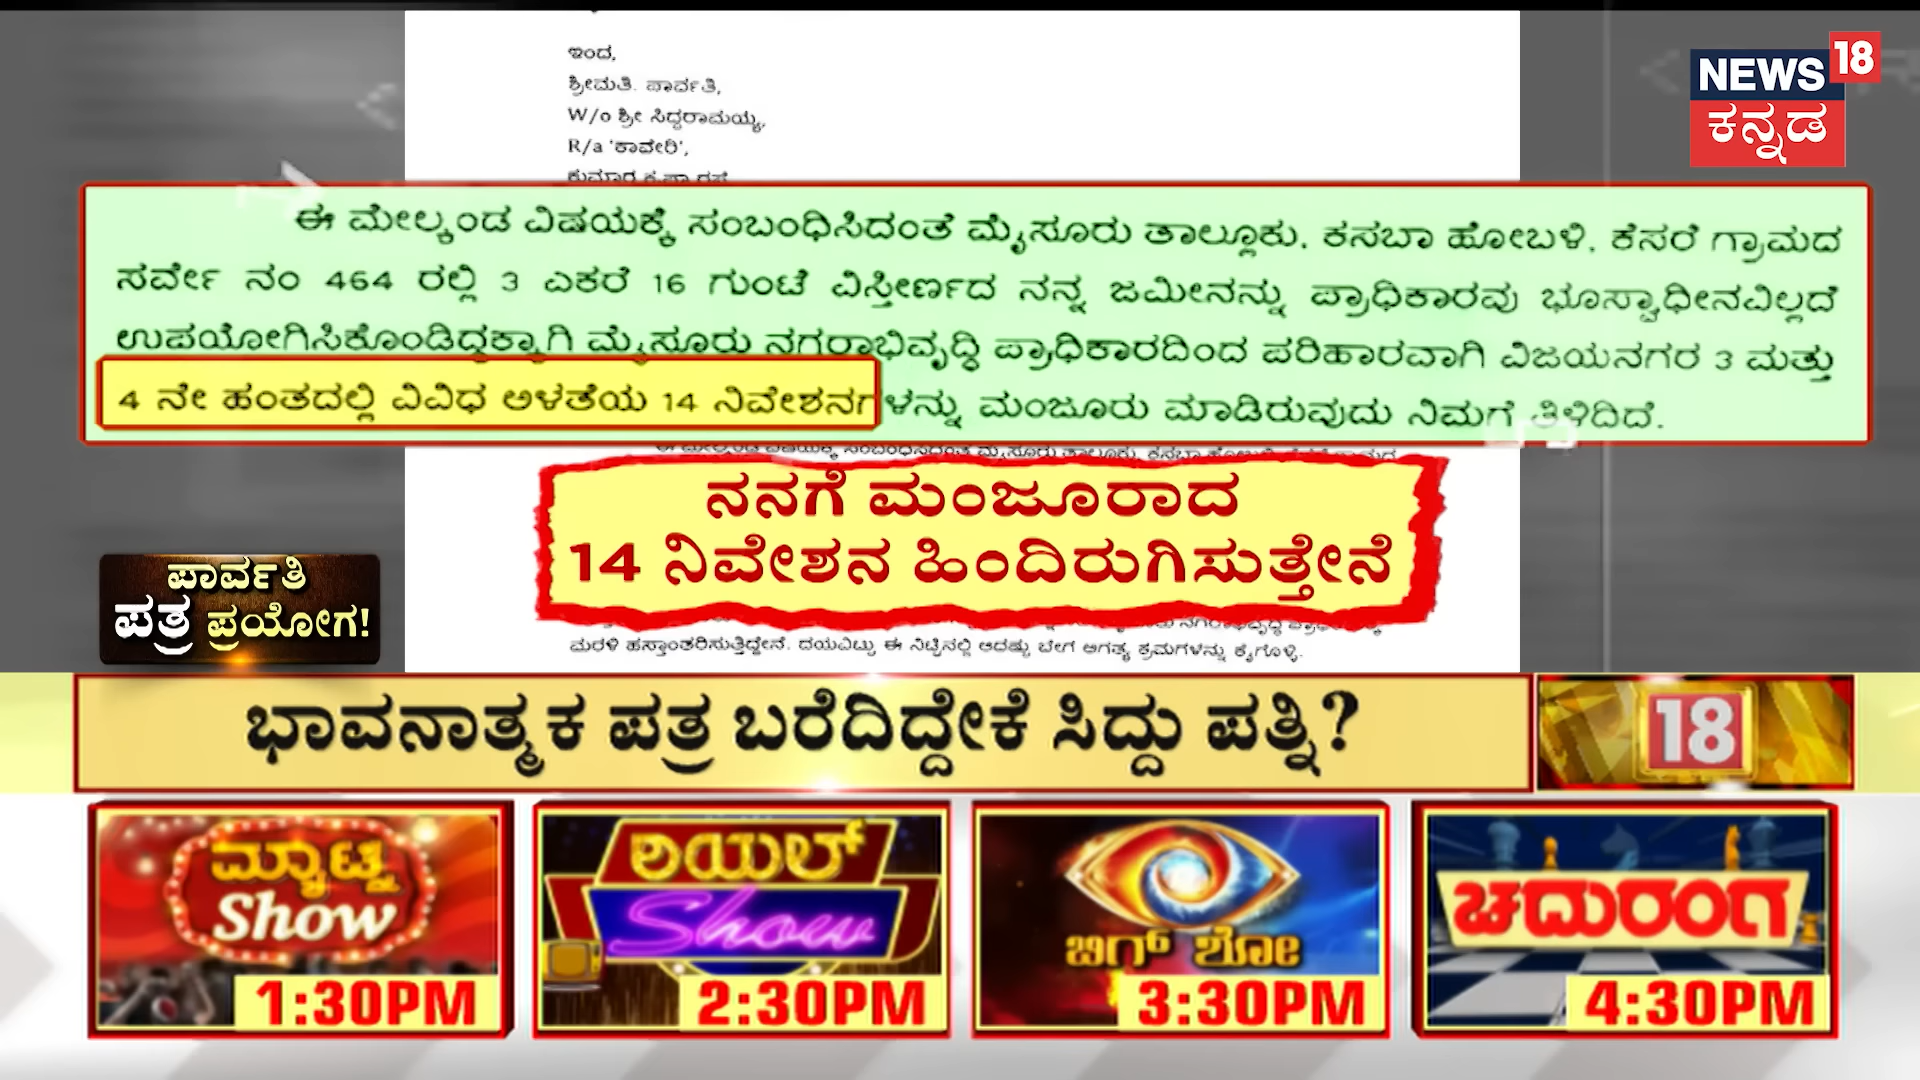 ಇಂದ,
ಶ್ರೀಮತಿ. ಪಾರ್ವತಿ,
W/o ಶ್ರೀ ಸಿದ್ದರಾಮಯ್ಯ,
R/a 'ಕಾವೇರಿ',
NEWS 18
ಕನ್ನಡ
ಈ ಮೇಲ್ಕಂಡ ವಿಷಯಕ್ಕೆ ಸಂಬಂಧಿಸಿದಂತೆ ಮೈಸೂರು ತಾಲ್ಲೂಕು, ಕಸಬಾ ಹೋಬಳಿ, ಕೆಸರೆ ಗ್ರಾಮದ
ಸರ್ವೇ ನಂ 464 ರಲ್ಲಿ 3 ಎಕರೆ 16 ಗುಂಟೆ ವಿಸ್ತೀರ್ಣದ ನನ್ನ ಜಮೀನನ್ನು ಪ್ರಾಧಿಕಾರವು ಭೂಸ್ವಾಧೀನವಿಲ್ಲದೆ
ಉಪಯೋಗಿಸಿಕೊಂಡಿದ್ದಕ್ಕಾಗಿ ಮೈಸೂರು ನಗರಾಭಿವೃದ್ಧಿ ಪ್ರಾಧಿಕಾರದಿಂದ ಪರಿಹಾರವಾಗಿ ವಿಜಯನಗರ 3 ಮತ್ತು
4 ನೇ ಹಂತದಲ್ಲಿ ವಿವಿಧ ಅಳತೆಯ 14 ನಿವೇಶನಗಳನ್ನು ಮಂಜೂರು ಮಾಡಿರುವುದು ನಿಮಗೆ ತಿಳಿದಿದೆ.
ನನಗೆ ಮಂಜೂರಾದ
14 ನಿವೇಶನ ಹಿಂದಿರುಗಿಸುತ್ತೇನೆ
ಮರಳಿ ಹಸ್ತಾಂತರಿಸುತ್ತಿದ್ದೇನೆ. ದಯವಿಟ್ಟು ಈ ನಿಟ್ಟಿನಲ್ಲಿ ಆದಷ್ಟು ಬೇಗ ಅಗತ್ಯ ಕ್ರಮಗಳನ್ನು ಕೈಗೊಳ್ಳಿ.
ಪಾರ್ವತಿ
ಪತ್ರ ಪ್ರಯೋಗ!
ಭಾವನಾತ್ಮಕ ಪತ್ರ ಬರೆದಿದ್ದೇಕೆ ಸಿದ್ದು ಪತ್ನಿ?
18
ಮ್ಯಾಟ್ನಿ
Show
1:30PM
ರಿಯಲ್
Show
2:30PM
ಬಿಗ್ ಶೋ
3:30PM
ಚದುರಂಗ
4:30PM